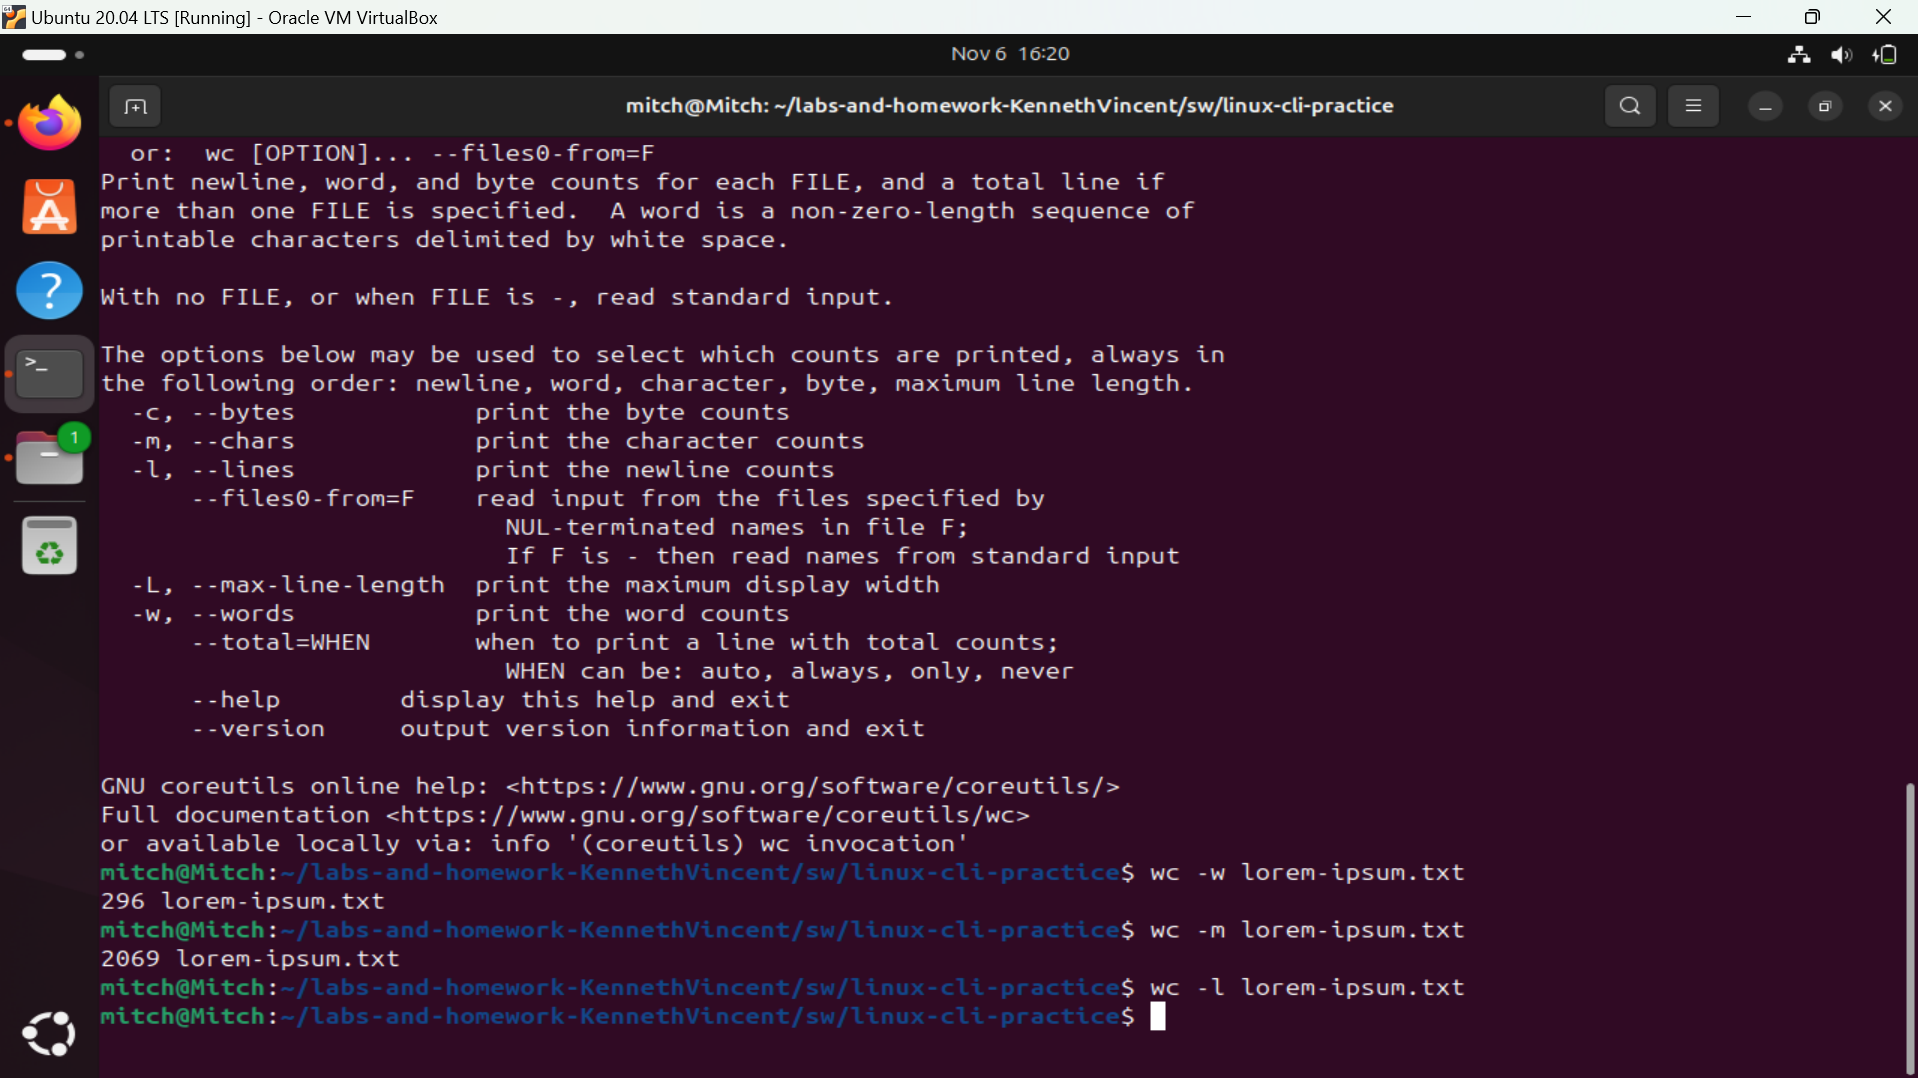 Ubuntu 20.04 LTS [Running] - Oracle VM VirtualBox
Nov 6 16:20
mitch@Mitch: ~/labs-and-homework-KennethVincent/sw/linux-cli-practice
or: wc [OPTION]... --files0-from=F
Print newline, word, and byte counts for each FILE, and a total line if
more than one FILE is specified. A word is a non-zero-length sequence of
printable characters delimited by white space.
With no FILE, or when FILE is -, read standard input.
The options below may be used to select which counts are printed, always in
the following order: newline, word, character, byte, maximum line length.
-c, --bytes print the byte counts
-m, --chars print the character counts
-l, --lines print the newline counts
--files0-from=F read input from the files specified by
NUL-terminated names in file F;
If F is - then read names from standard input
-L, --max-line-length print the maximum display width
-w, --words print the word counts
--total=WHEN when to print a line with total counts;
WHEN can be: auto, always, only, never
--help display this help and exit
--version output version information and exit
GNU coreutils online help: <https://www.gnu.org/software/coreutils/>
Full documentation <https://www.gnu.org/software/coreutils/wc>
or available locally via: info '(coreutils) wc invocation'
mitch@Mitch:~/labs-and-homework-KennethVincent/sw/linux-cli-practice$ wc -w lorem-ipsum.txt
296 lorem-ipsum.txt
mitch@Mitch:~/labs-and-homework-KennethVincent/sw/linux-cli-practice$ wc -m lorem-ipsum.txt
2069 lorem-ipsum.txt
mitch@Mitch:~/labs-and-homework-KennethVincent/sw/linux-cli-practice$ wc -l lorem-ipsum.txt
mitch@Mitch:~/labs-and-homework-KennethVincent/sw/linux-cli-practice$
?
>_
1